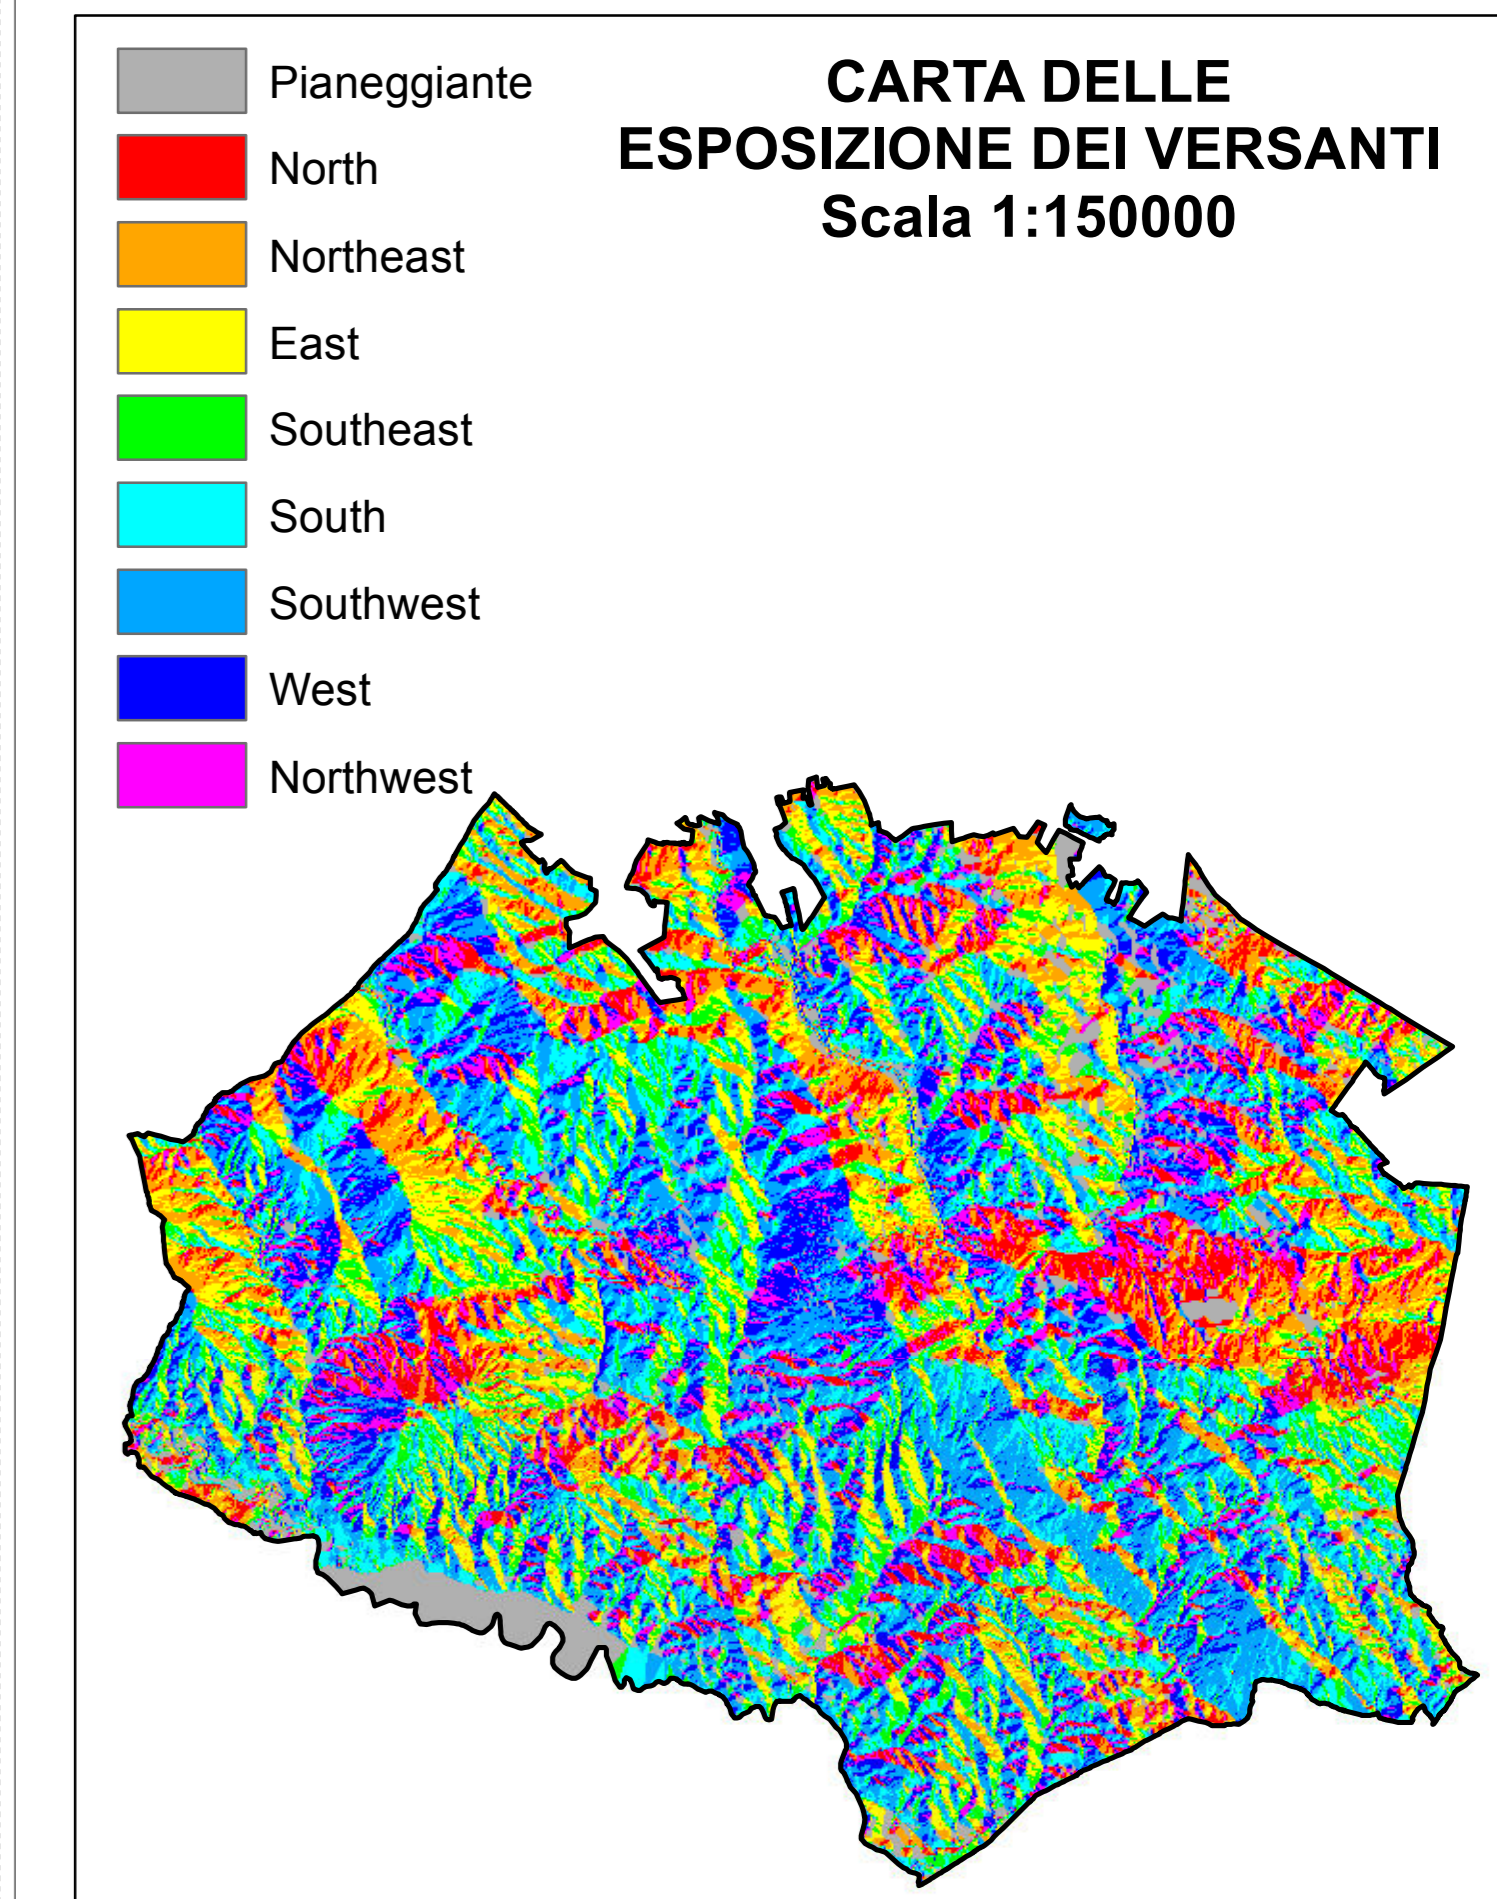 CARTA DELLE
ESPOSIZIONE DEI VERSANTI
Scala 1:150000
Pianeggiante
North
Northeast
East
Southeast
South
Southwest
West
Northwest